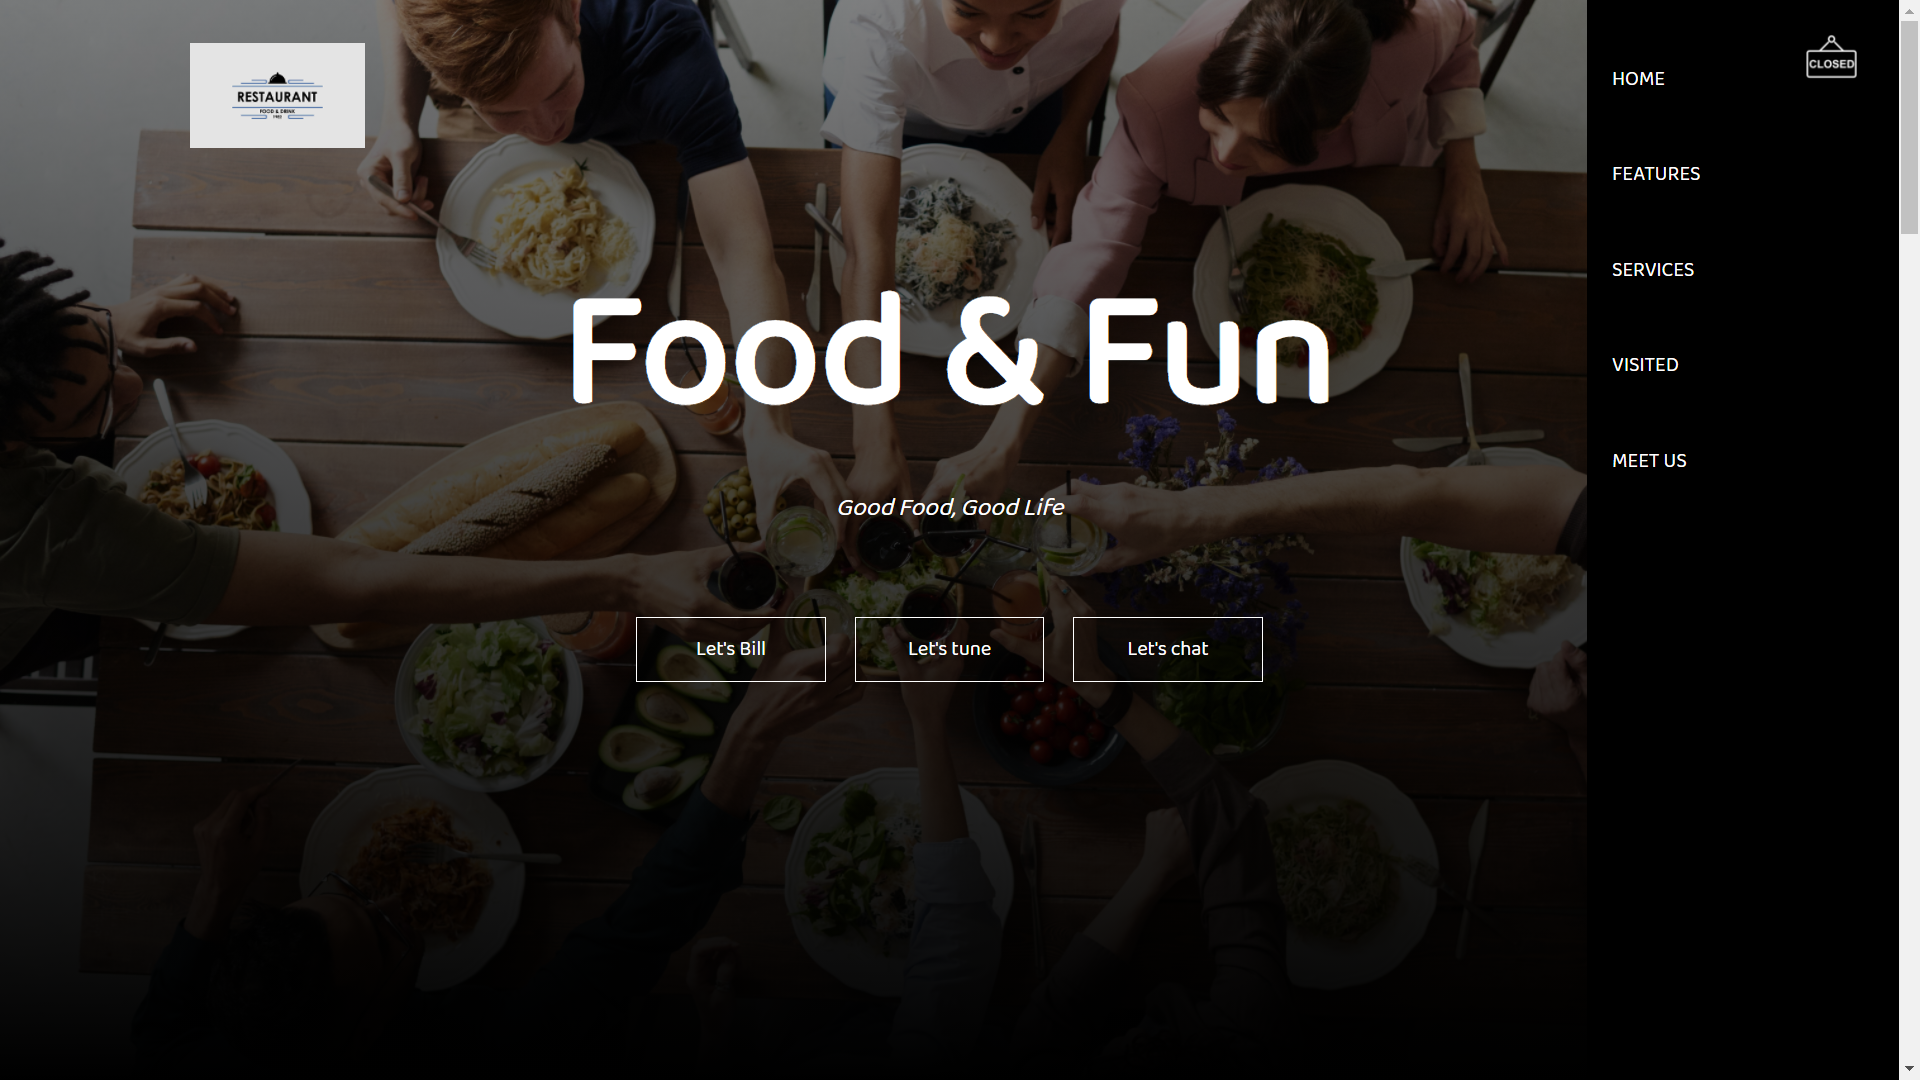 RESTAURANT
FOOD & DRINK
Food & Fun
Good Food, Good Life
Let's Bill
Let's tune
Let's chat
CLOSED
HOME
FEATURES
SERVICES
VISITED
MEET US